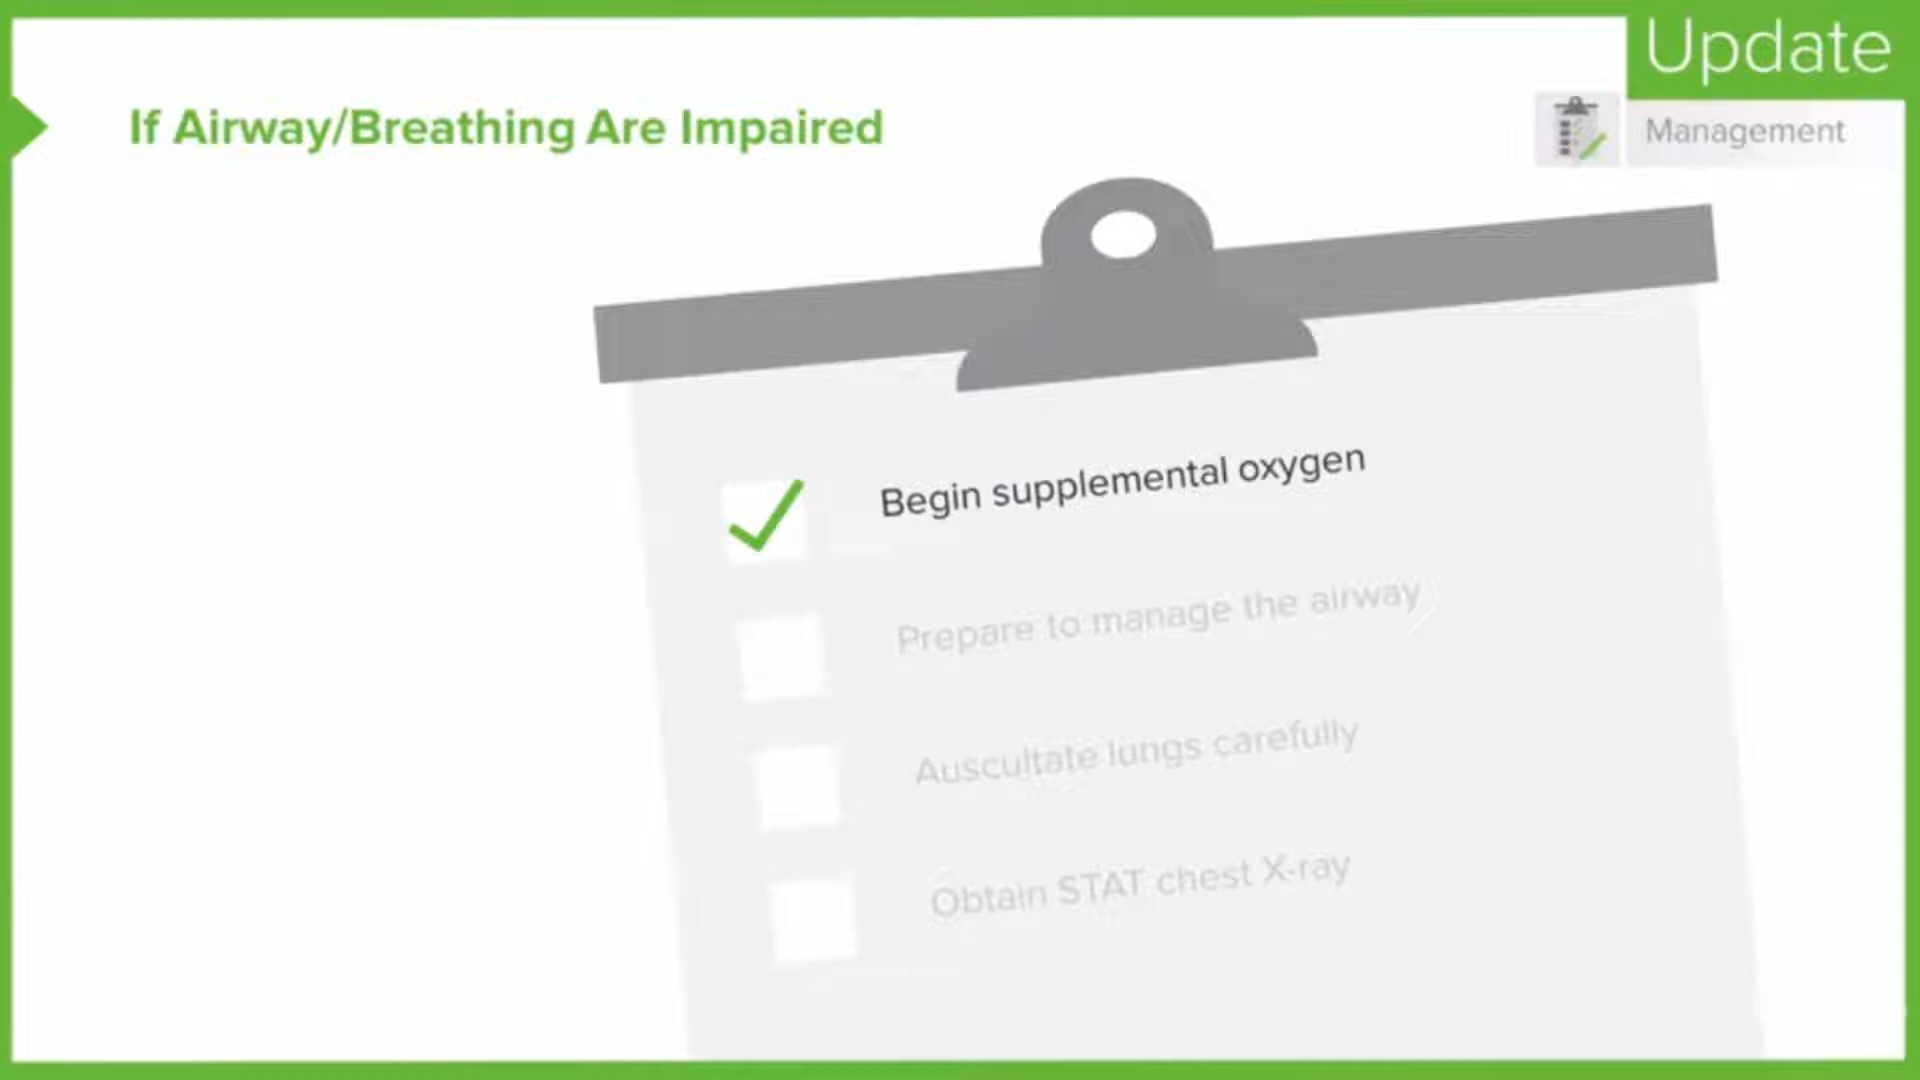 Update
If Airway/Breathing Are Impaired
Management
Begin supplemental oxygen
Prepare to manage the airway
Auscultate lungs carefully
Obtain STAT chest X-ray